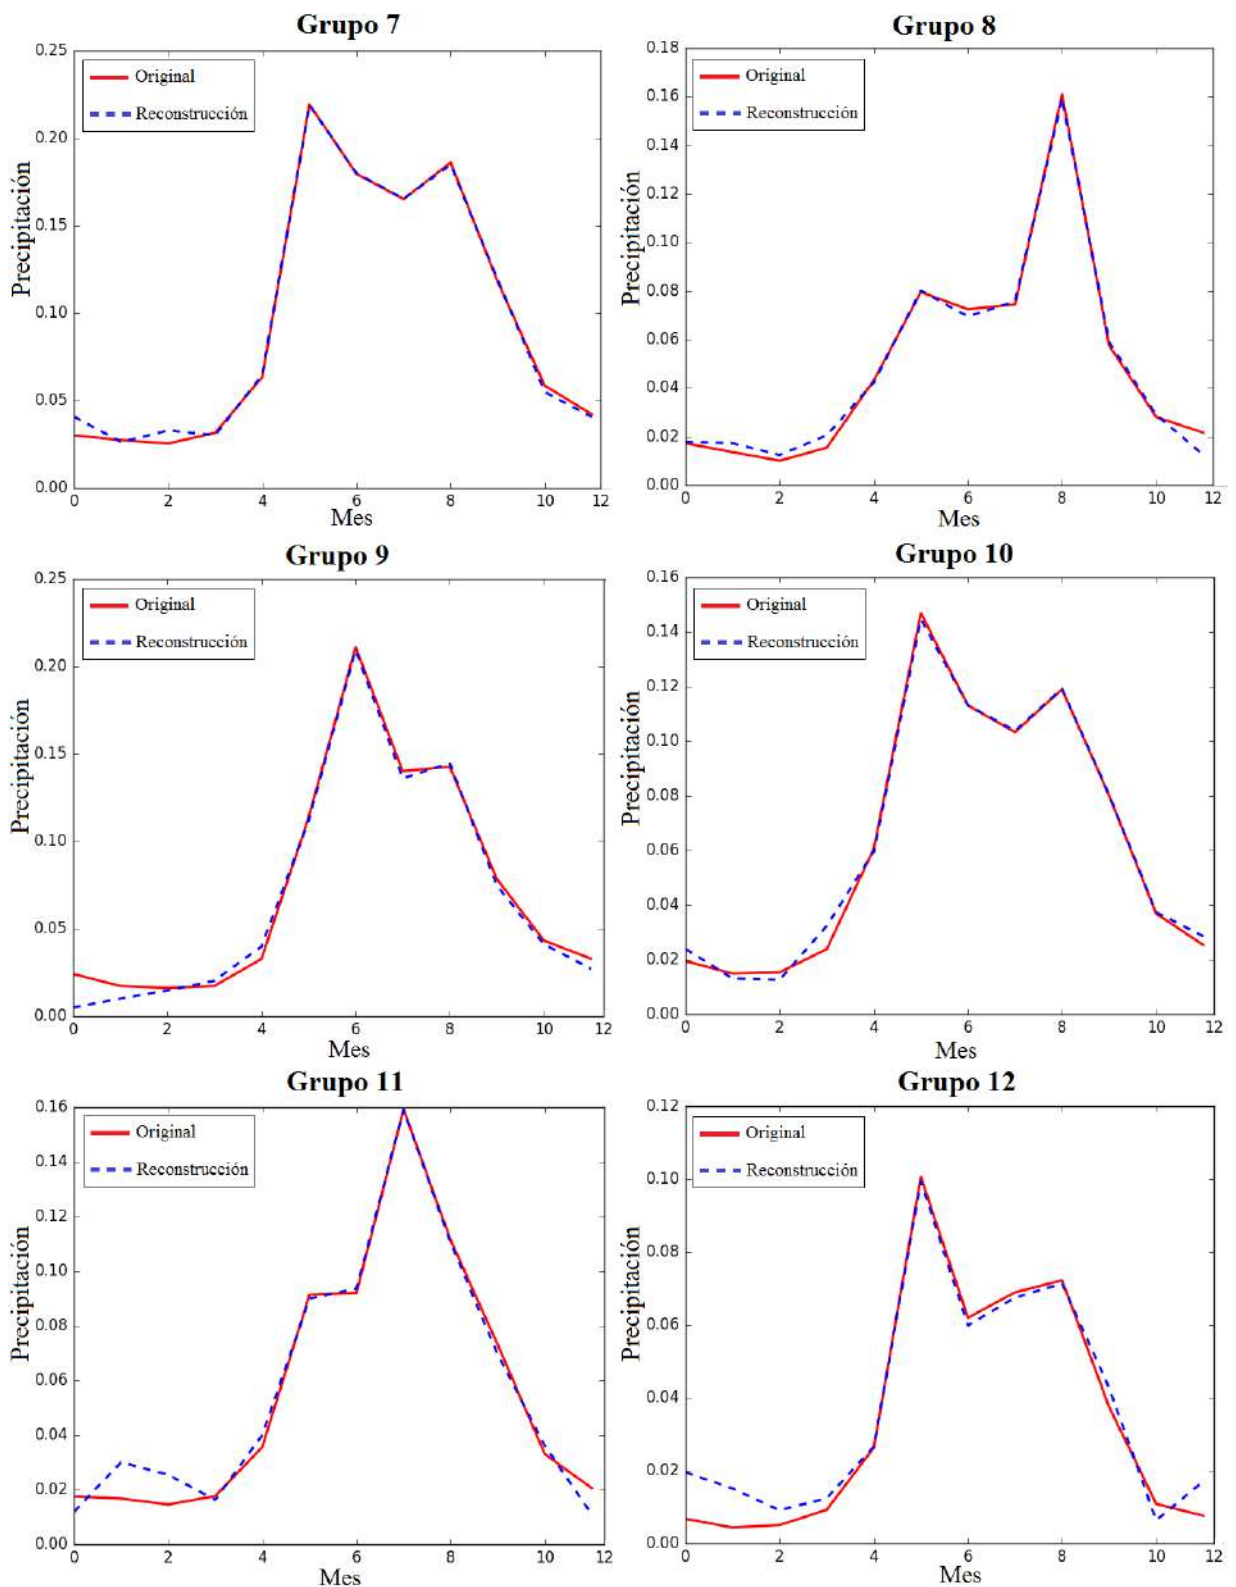 Grupo 7
Original
Reconstrucción
Precipitación
0.25
0.20
0.15
0.10
0.05
0.00
0 2 4 6 8 10 12
Mes
Grupo 8
Original
Reconstrucción
Precipitación
0.18
0.16
0.14
0.12
0.10
0.08
0.06
0.04
0.02
0.00
0 2 4 6 8 10 12
Mes
Grupo 9
Original
Reconstrucción
Precipitación
0.25
0.20
0.15
0.10
0.05
0.00
0 2 4 6 8 10 12
Mes
Grupo 10
Original
Reconstrucción
Precipitación
0.16
0.14
0.12
0.10
0.08
0.06
0.04
0.02
0.00
0 2 4 6 8 10 12
Mes
Grupo 11
Original
Reconstrucción
Precipitación
0.16
0.14
0.12
0.10
0.08
0.06
0.04
0.02
0.00
0 2 4 6 8 10 12
Mes
Grupo 12
Original
Reconstrucción
Precipitación
0.12
0.10
0.08
0.06
0.04
0.02
0.00
0 2 4 6 8 10 12
Mes